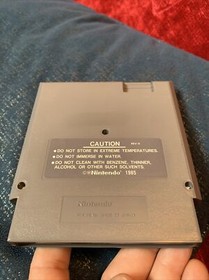 CAUTION
• DO NOT STORE IN EXTREME TEMPERATURES.
• DO NOT IMMERSE IN WATER.
• DO NOT CLEAN WITH BENZENE, THINNER,
ALCOHOL OR OTHER SUCH SOLVENTS.
©Nintendo 1985
Nintendo